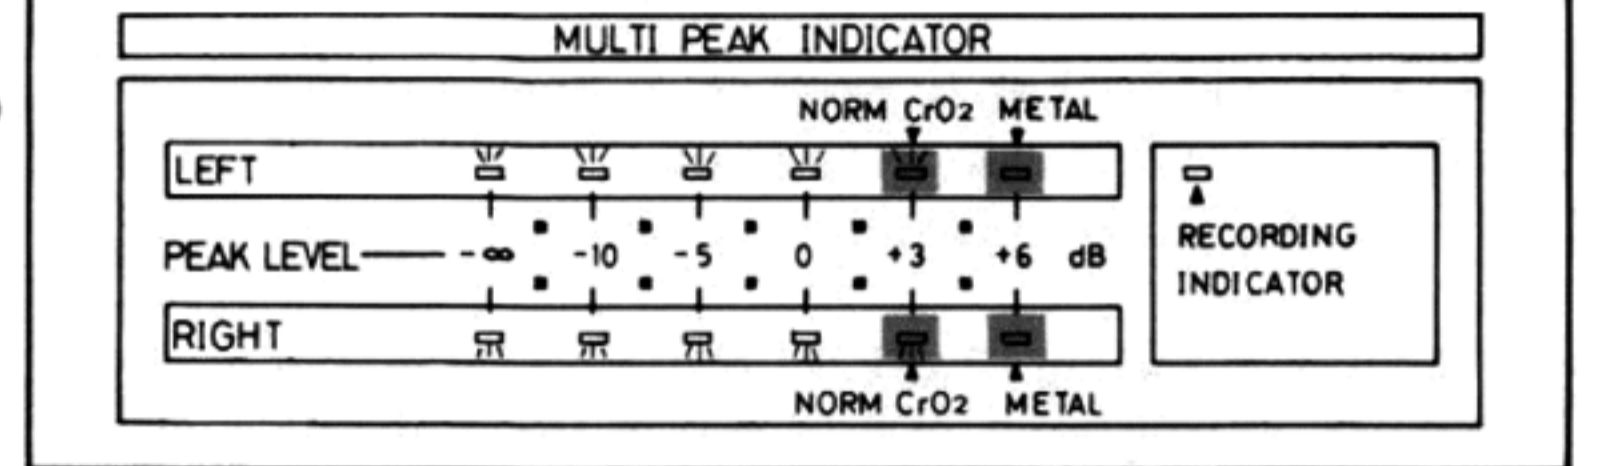 MULTI PEAK INDICATOR
NORM CrO2 METAL
LEFT
PEAK LEVEL -∞ -10 -5 0 +3 +6 dB
RIGHT
NORM CrO2 METAL
RECORDING
INDICATOR